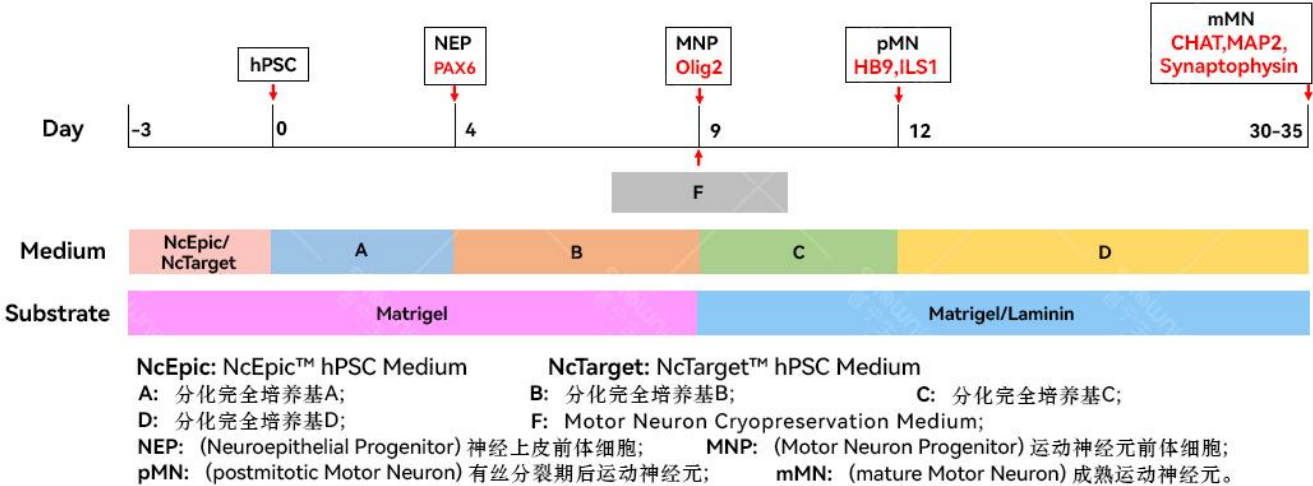 hPSC
NEP
PAX6
MNP
Olig2
pMN
HB9,ILS1
mMN
CHAT,MAP2,
Synaptophysin
Day
-3 0 4 9 12 30-35
F
Medium
NcEpic/
NcTarget
A
B
C
D
Substrate
Matrigel
Matrigel/Laminin
NcEpic: NcEpic™ hPSC Medium NcTarget: NcTarget™ hPSC Medium
A: 分化完全培养基A; B: 分化完全培养基B; C: 分化完全培养基C;
D: 分化完全培养基D; F: Motor Neuron Cryopreservation Medium;
NEP: (Neuroepithelial Progenitor) 神经上皮前体细胞; MNP: (Motor Neuron Progenitor) 运动神经元前体细胞;
pMN: (postmitotic Motor Neuron) 有丝分裂期后运动神经元; mMN: (mature Motor Neuron) 成熟运动神经元。